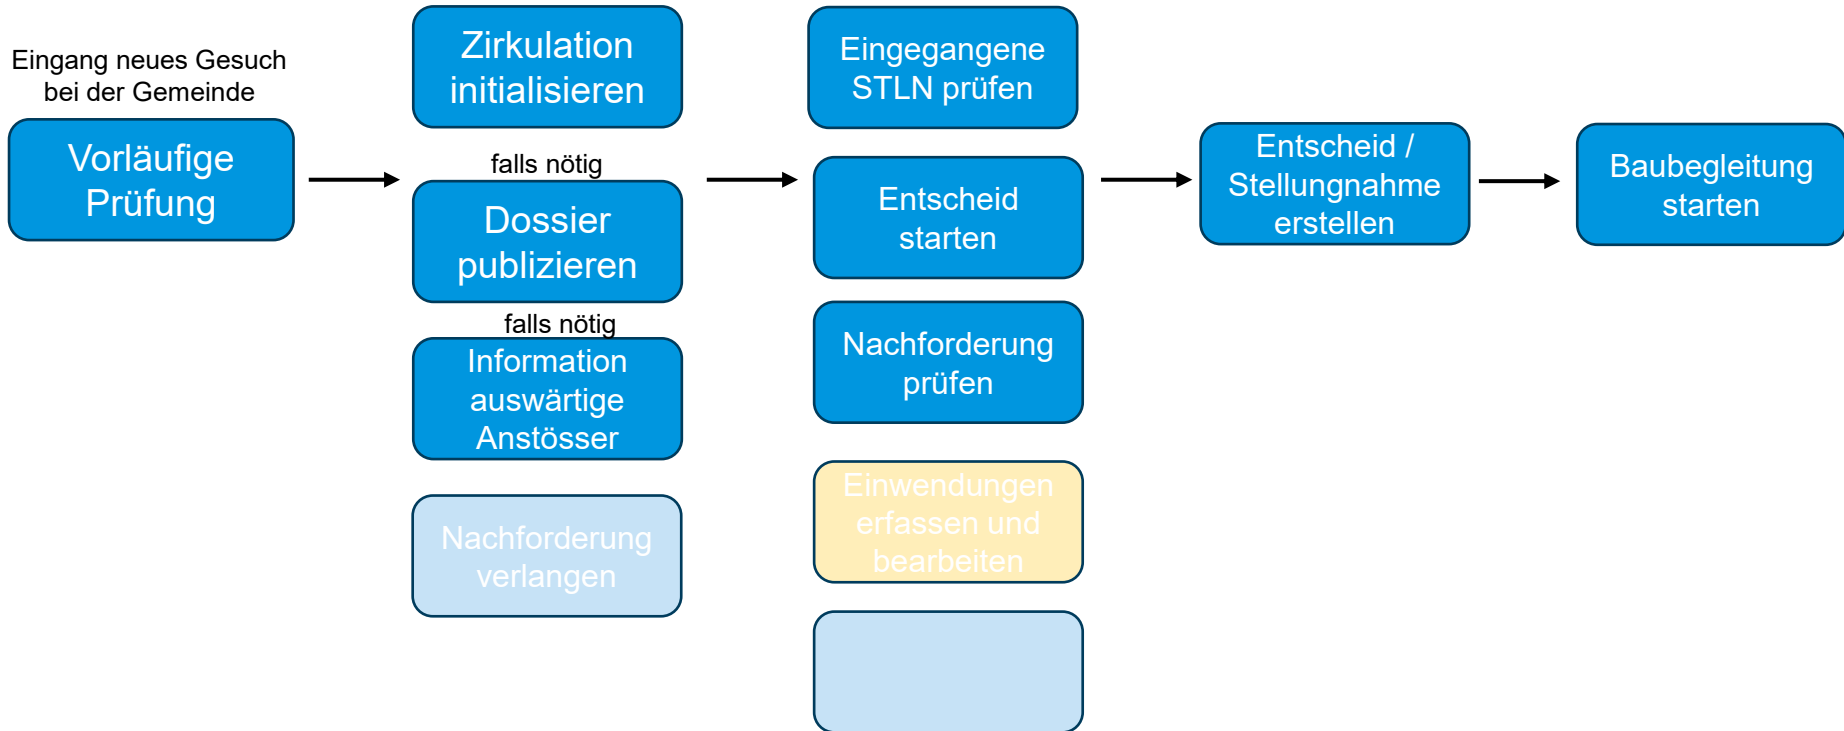 Eingang neues Gesuch
bei der Gemeinde
Vorläufige
Prüfung
Zirkulation
initialisieren
falls nötig
Dossier
publizieren
falls nötig
Information
auswärtige
Anstösser
Nachforderung
verlangen
Eingegangene
STLN prüfen
Entscheid
starten
Nachforderung
prüfen
Einwendungen
erfassen und
bearbeiten
Entscheid /
Stellungnahme
erstellen
Baubegleitung
starten